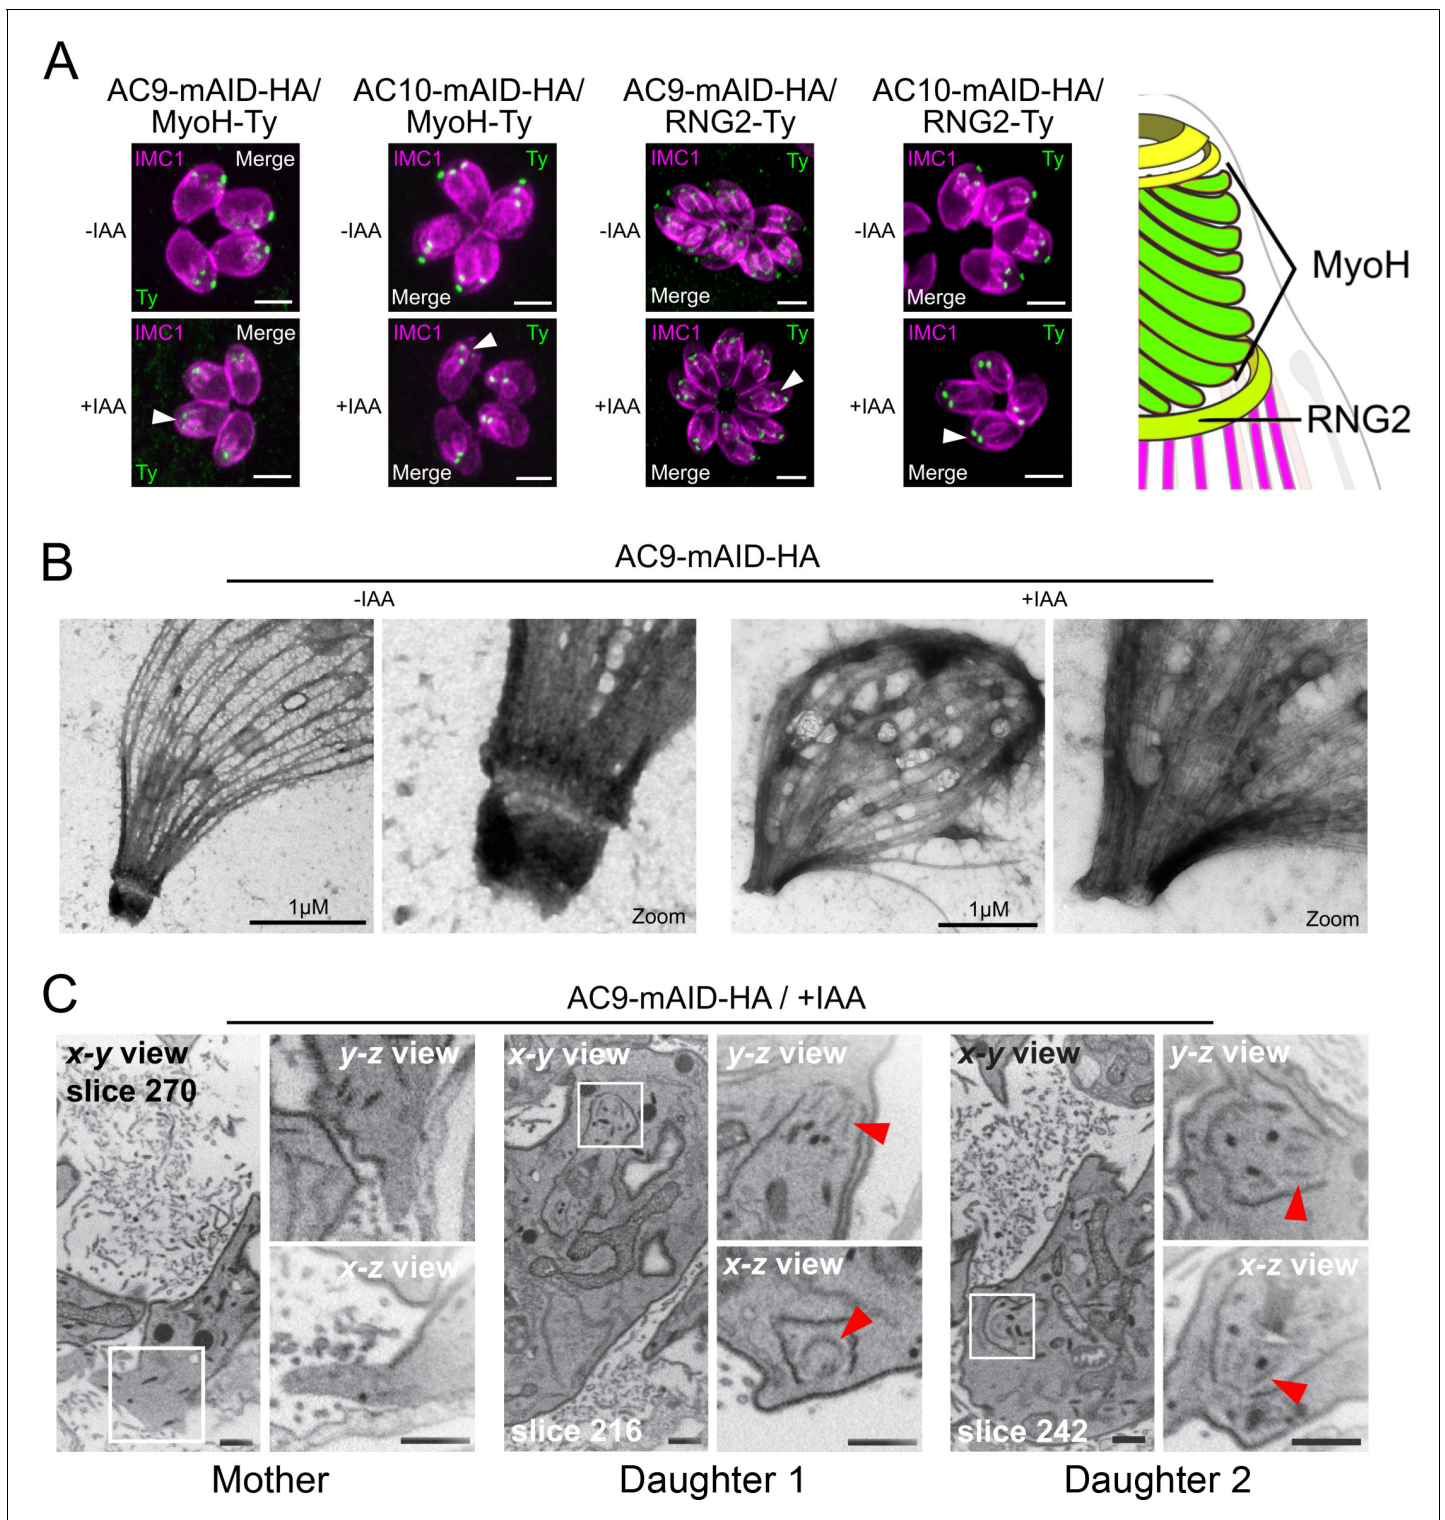 A
AC9-mAID-HA/
MyoH-Ty
AC10-mAID-HA/
MyoH-Ty
AC9-mAID-HA/
RNG2-Ty
AC10-mAID-HA/
RNG2-Ty
-IAA
IMC1 Merge
Ty
-IAA
IMC1 Ty
Merge
-IAA
IMC1 Ty
Merge
-IAA
IMC1 Ty
Merge
+IAA
IMC1 Merge
Ty
+IAA
IMC1 Ty
Merge
+IAA
IMC1 Ty
Merge
+IAA
IMC1 Ty
Merge
MyoH
RNG2
B
AC9-mAID-HA
-IAA
+IAA
1µM
Zoom
1µM
Zoom
C
AC9-mAID-HA / +IAA
x-y view
slice 270
y-z view
x-z view
Mother
x-y view
slice 216
y-z view
x-z view
Daughter 1
x-y view
slice 242
y-z view
x-z view
Daughter 2